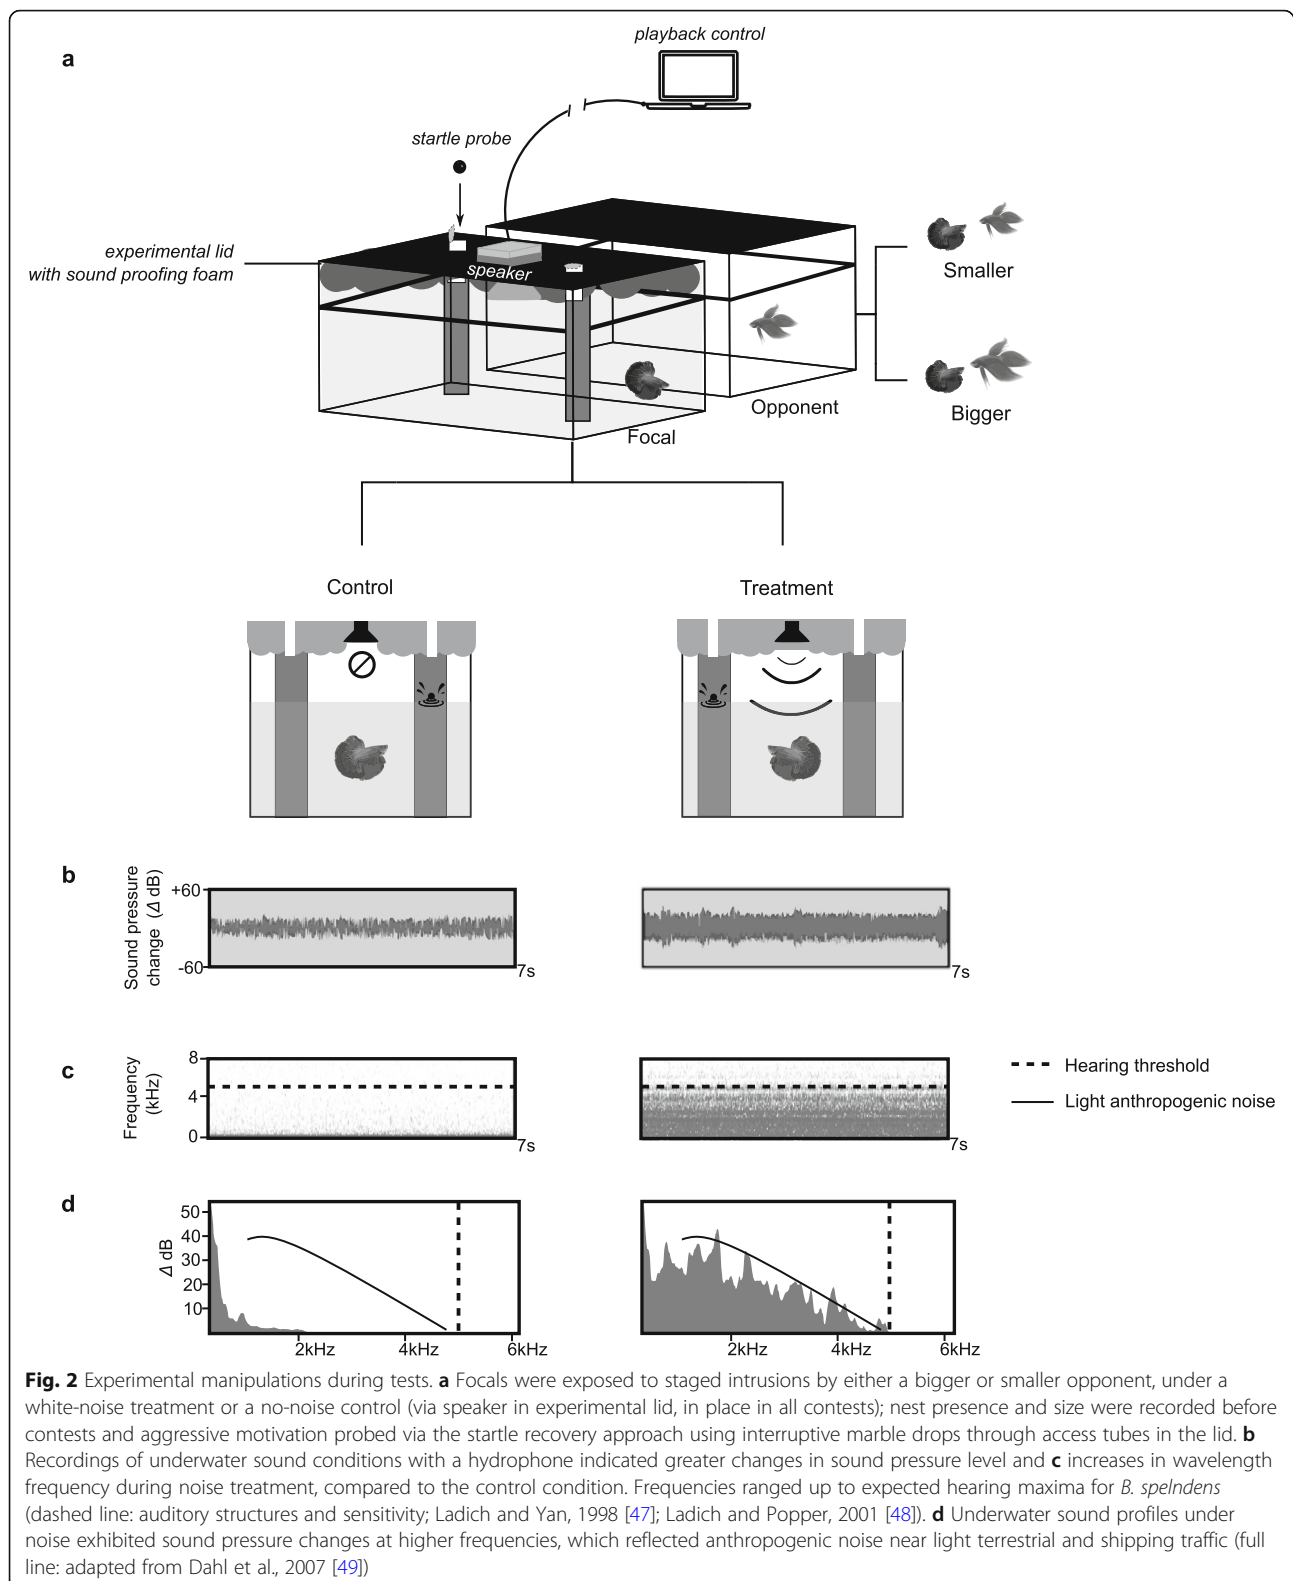 a
playback control
startle probe
experimental lid
with sound proofing foam
speaker
Smaller
Bigger
Opponent
Focal
Control
Treatment
b
Sound pressure
change (Δ dB)
+60
-60
7s
7s
c
Frequency
(kHz)
8
4
0
7s
7s
Hearing threshold
Light anthropogenic noise
d
Δ dB
50
40
30
20
10
2kHz
4kHz
6kHz
2kHz
4kHz
6kHz
Fig. 2 Experimental manipulations during tests. a Focals were exposed to staged intrusions by either a bigger or smaller opponent, under a
white-noise treatment or a no-noise control (via speaker in experimental lid, in place in all contests); nest presence and size were recorded before
contests and aggressive motivation probed via the startle recovery approach using interruptive marble drops through access tubes in the lid. b
Recordings of underwater sound conditions with a hydrophone indicated greater changes in sound pressure level and c increases in wavelength
frequency during noise treatment, compared to the control condition. Frequencies ranged up to expected hearing maxima for B. spelndens
(dashed line: auditory structures and sensitivity; Ladich and Yan, 1998 [47]; Ladich and Popper, 2001 [48]). d Underwater sound profiles under
noise exhibited sound pressure changes at higher frequencies, which reflected anthropogenic noise near light terrestrial and shipping traffic (full
line: adapted from Dahl et al., 2007 [49])